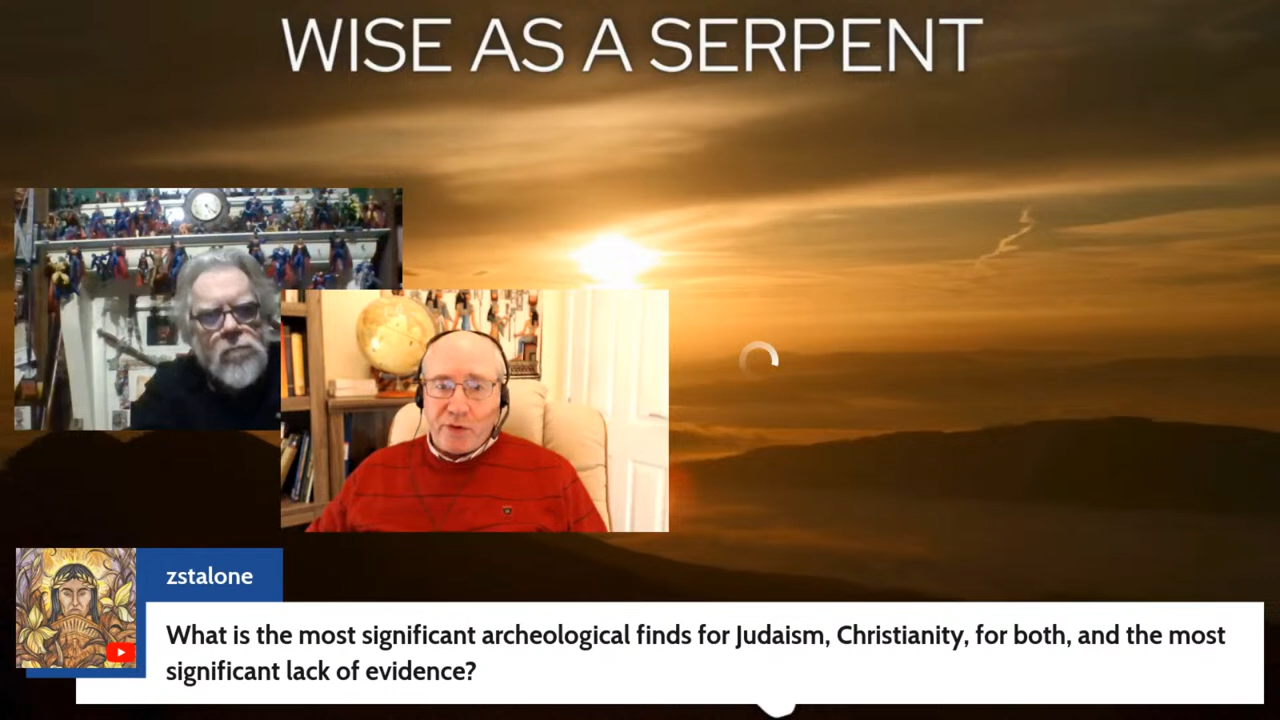 WISE AS A SERPENT
zstalone
What is the most significant archeological finds for Judaism, Christianity, for both, and the most
significant lack of evidence?